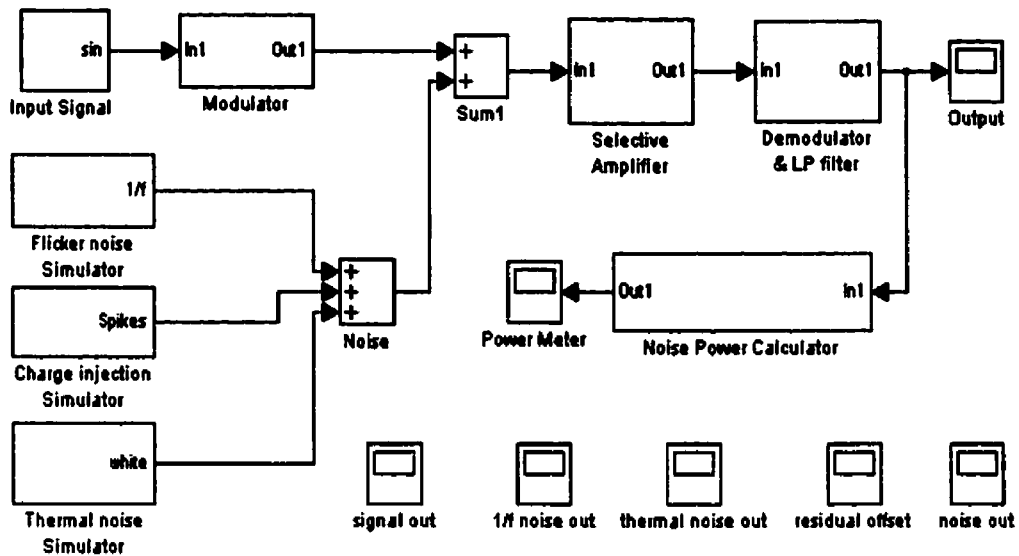 sin
Input Signal
In1
Out1
Modulator
+
+
Sum1
In1
Out1
Selective
Amplifier
In1
Out1
Demodulator
& LP filter
Output
1/f
Flicker noise
Simulator
Spikes
Charge injection
Simulator
white
Thermal noise
Simulator
+
+
+
Noise
Power Meter
Out1
In1
Noise Power Calculator
signal out
1/f noise out
thermal noise out
residual offset
noise out